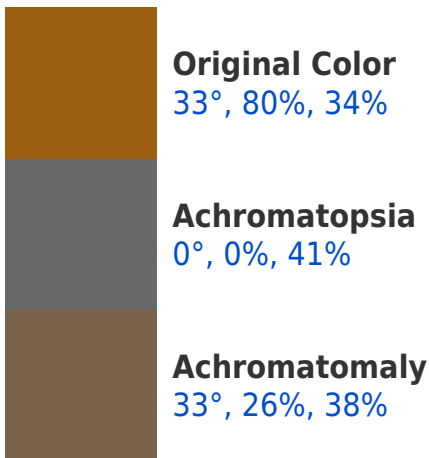 Original Color
33°, 80%, 34%
Achromatopsia
0°, 0%, 41%
Achromatomaly
33°, 26%, 38%